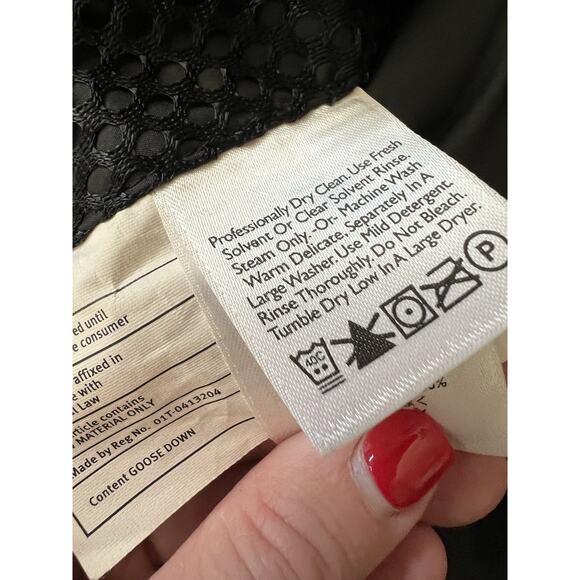 Professionally Dry Clean. Use Fresh
Solvent Or Clear Solvent Rinse.
Steam Only.-Or- Machine Wash
Warm Delicate, Separately In A
Large Washer. Use Mild Detergent.
Rinse Thoroughly. Do Not Bleach.
Tumble Dry Low In A Large Dryer.
40C
P
ed until
e consumer
affixed in
e with
Law
rticle contains
MATERIAL ONLY
Made by Reg No. 01T-0413204
Content GOOSE DOWN
%